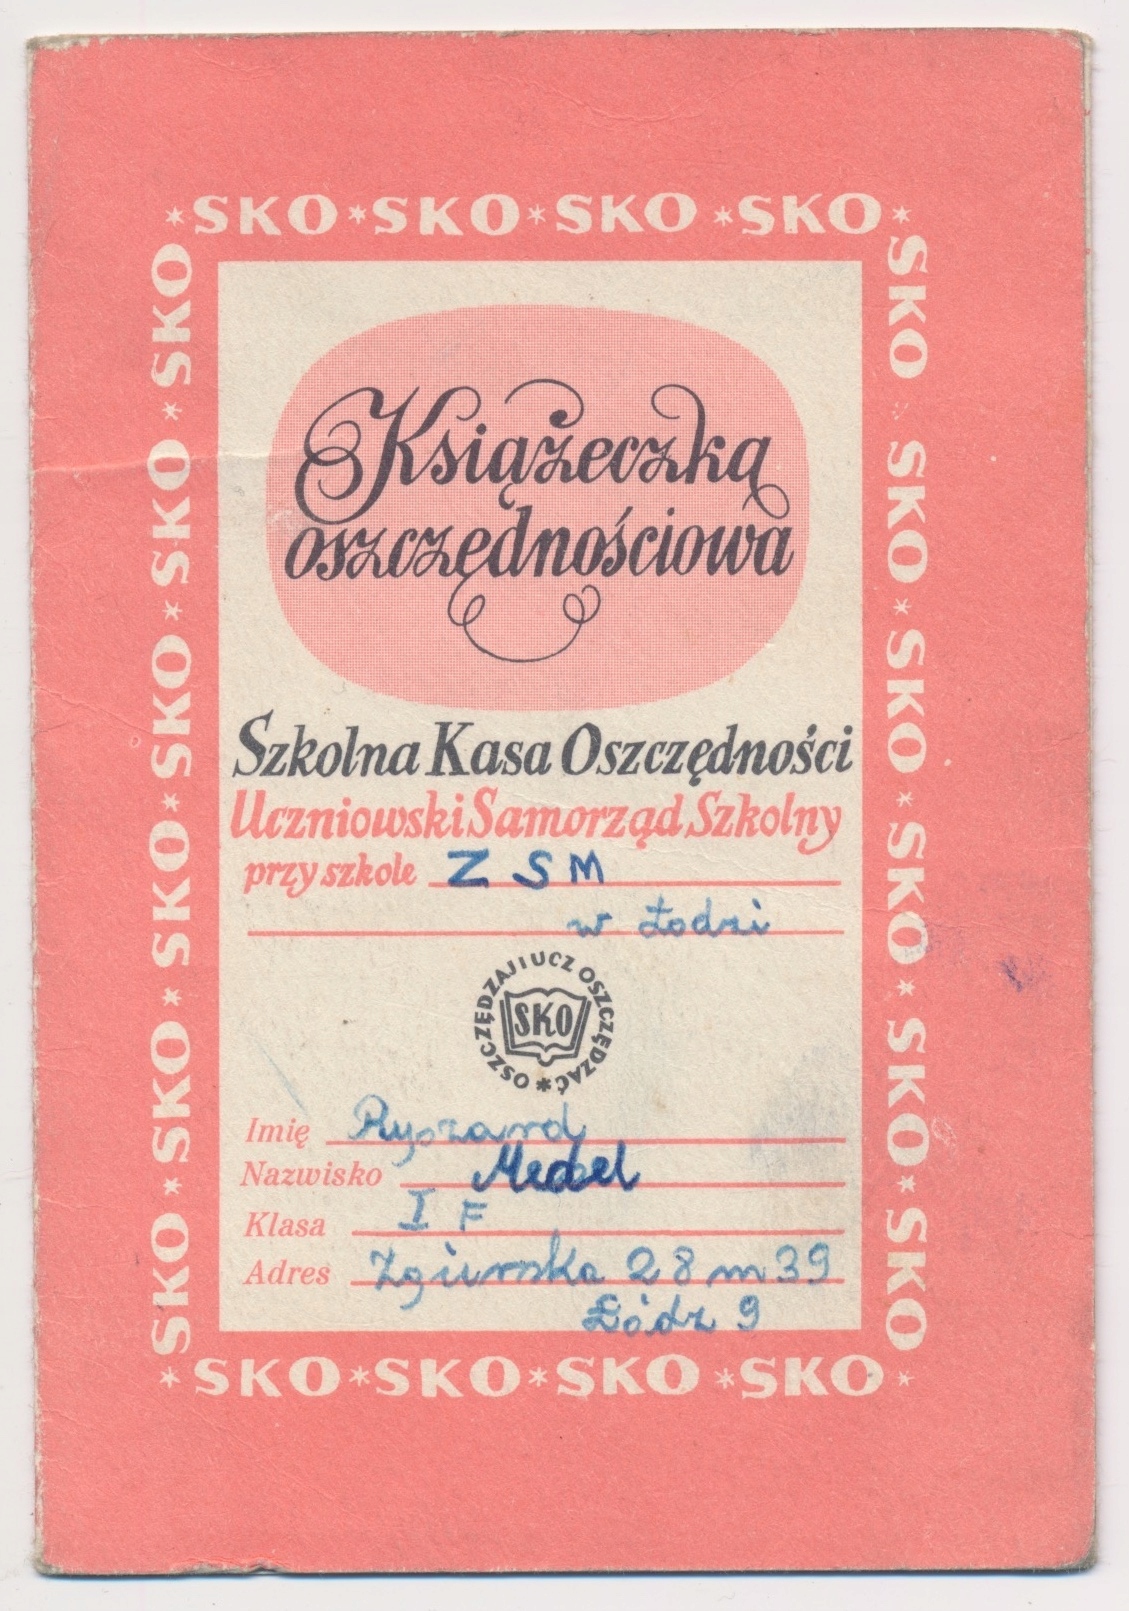 *SKO*SKO*SKO*SKO*
SKO*SKO*SKO*SKO*SKO*SKO
SKO*SKO*SKO*SKO*SKO*SKO
Książeczka
oszczędnościowa
Szkolna Kasa Oszczędności
Uczniowski Samorząd Szkolny
przy szkole ZSM
w Łodzi
OSZCZĘDZAJ I UCZ OSZCZĘDZAĆ *
SKO
Imię Ryszard
Nazwisko
Klasa I F
Adres Zgierska 28 m 39
Łódź 9
*SKO*SKO*SKO*SKO*